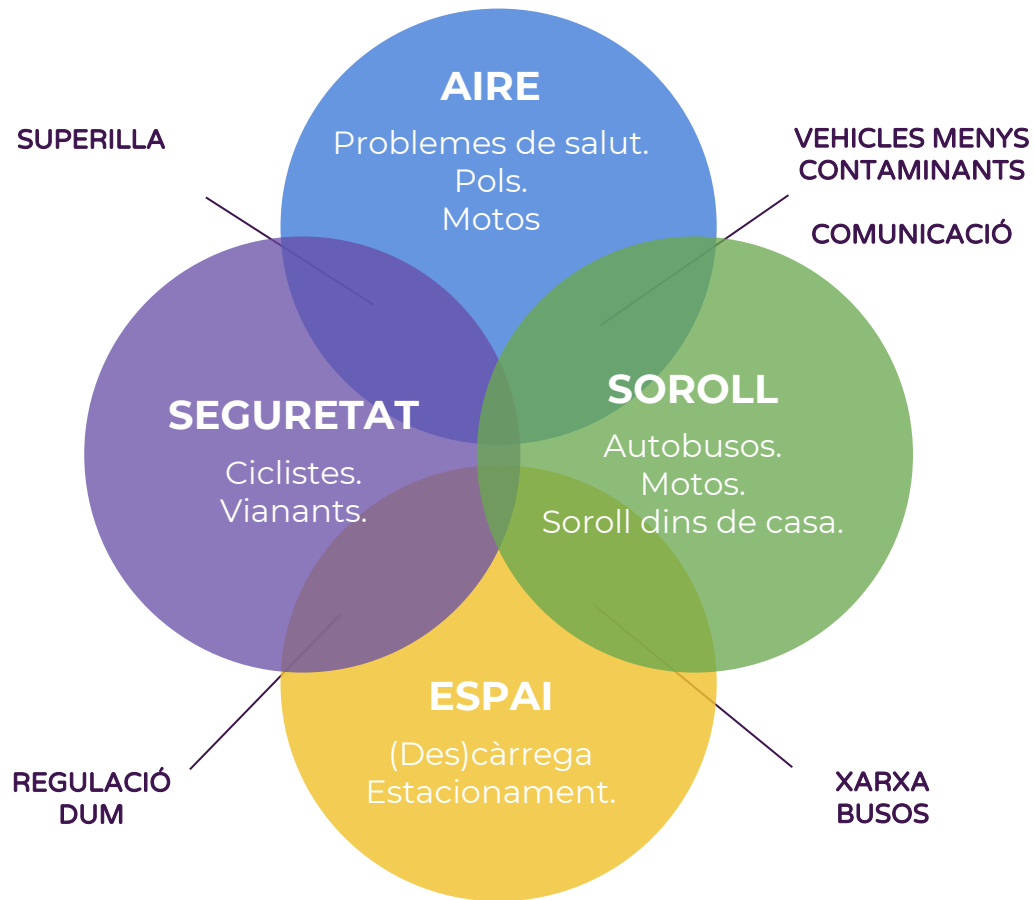 AIRE
Problemes de salut.
Pols.
Motos
SUPERILLA
VEHICLES MENYS
CONTAMINANTS
COMUNICACIÓ
SEGURETAT
Ciclistes.
Vianants.
SOROLL
Autobusos.
Motos.
Soroll dins de casa.
ESPAI
(Des)càrrega
Estacionament.
REGULACIÓ
DUM
XARXA
BUSOS